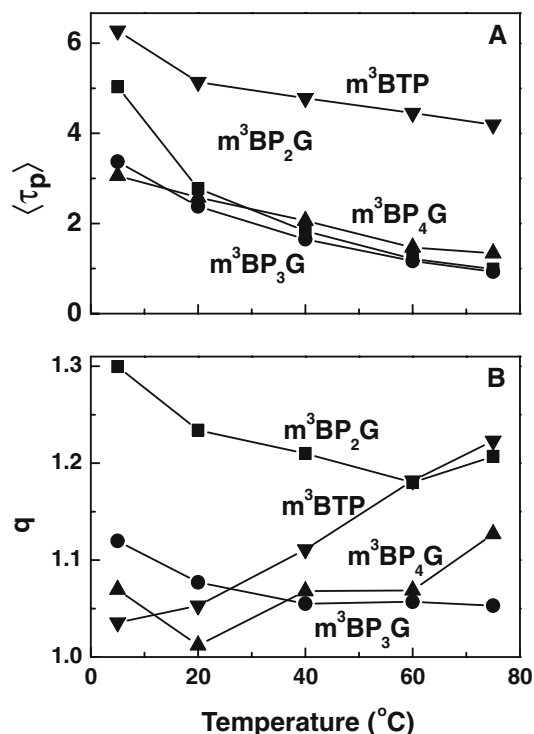 A
6
4
2
0
⟨τp⟩
m³BTP
m³BP₂G
m³BP₄G
m³BP₃G
B
1.3
1.2
1.1
1.0
q
m³BP₂G
m³BTP
m³BP₄G
m³BP₃G
0 20 40 60 80
Temperature (°C)